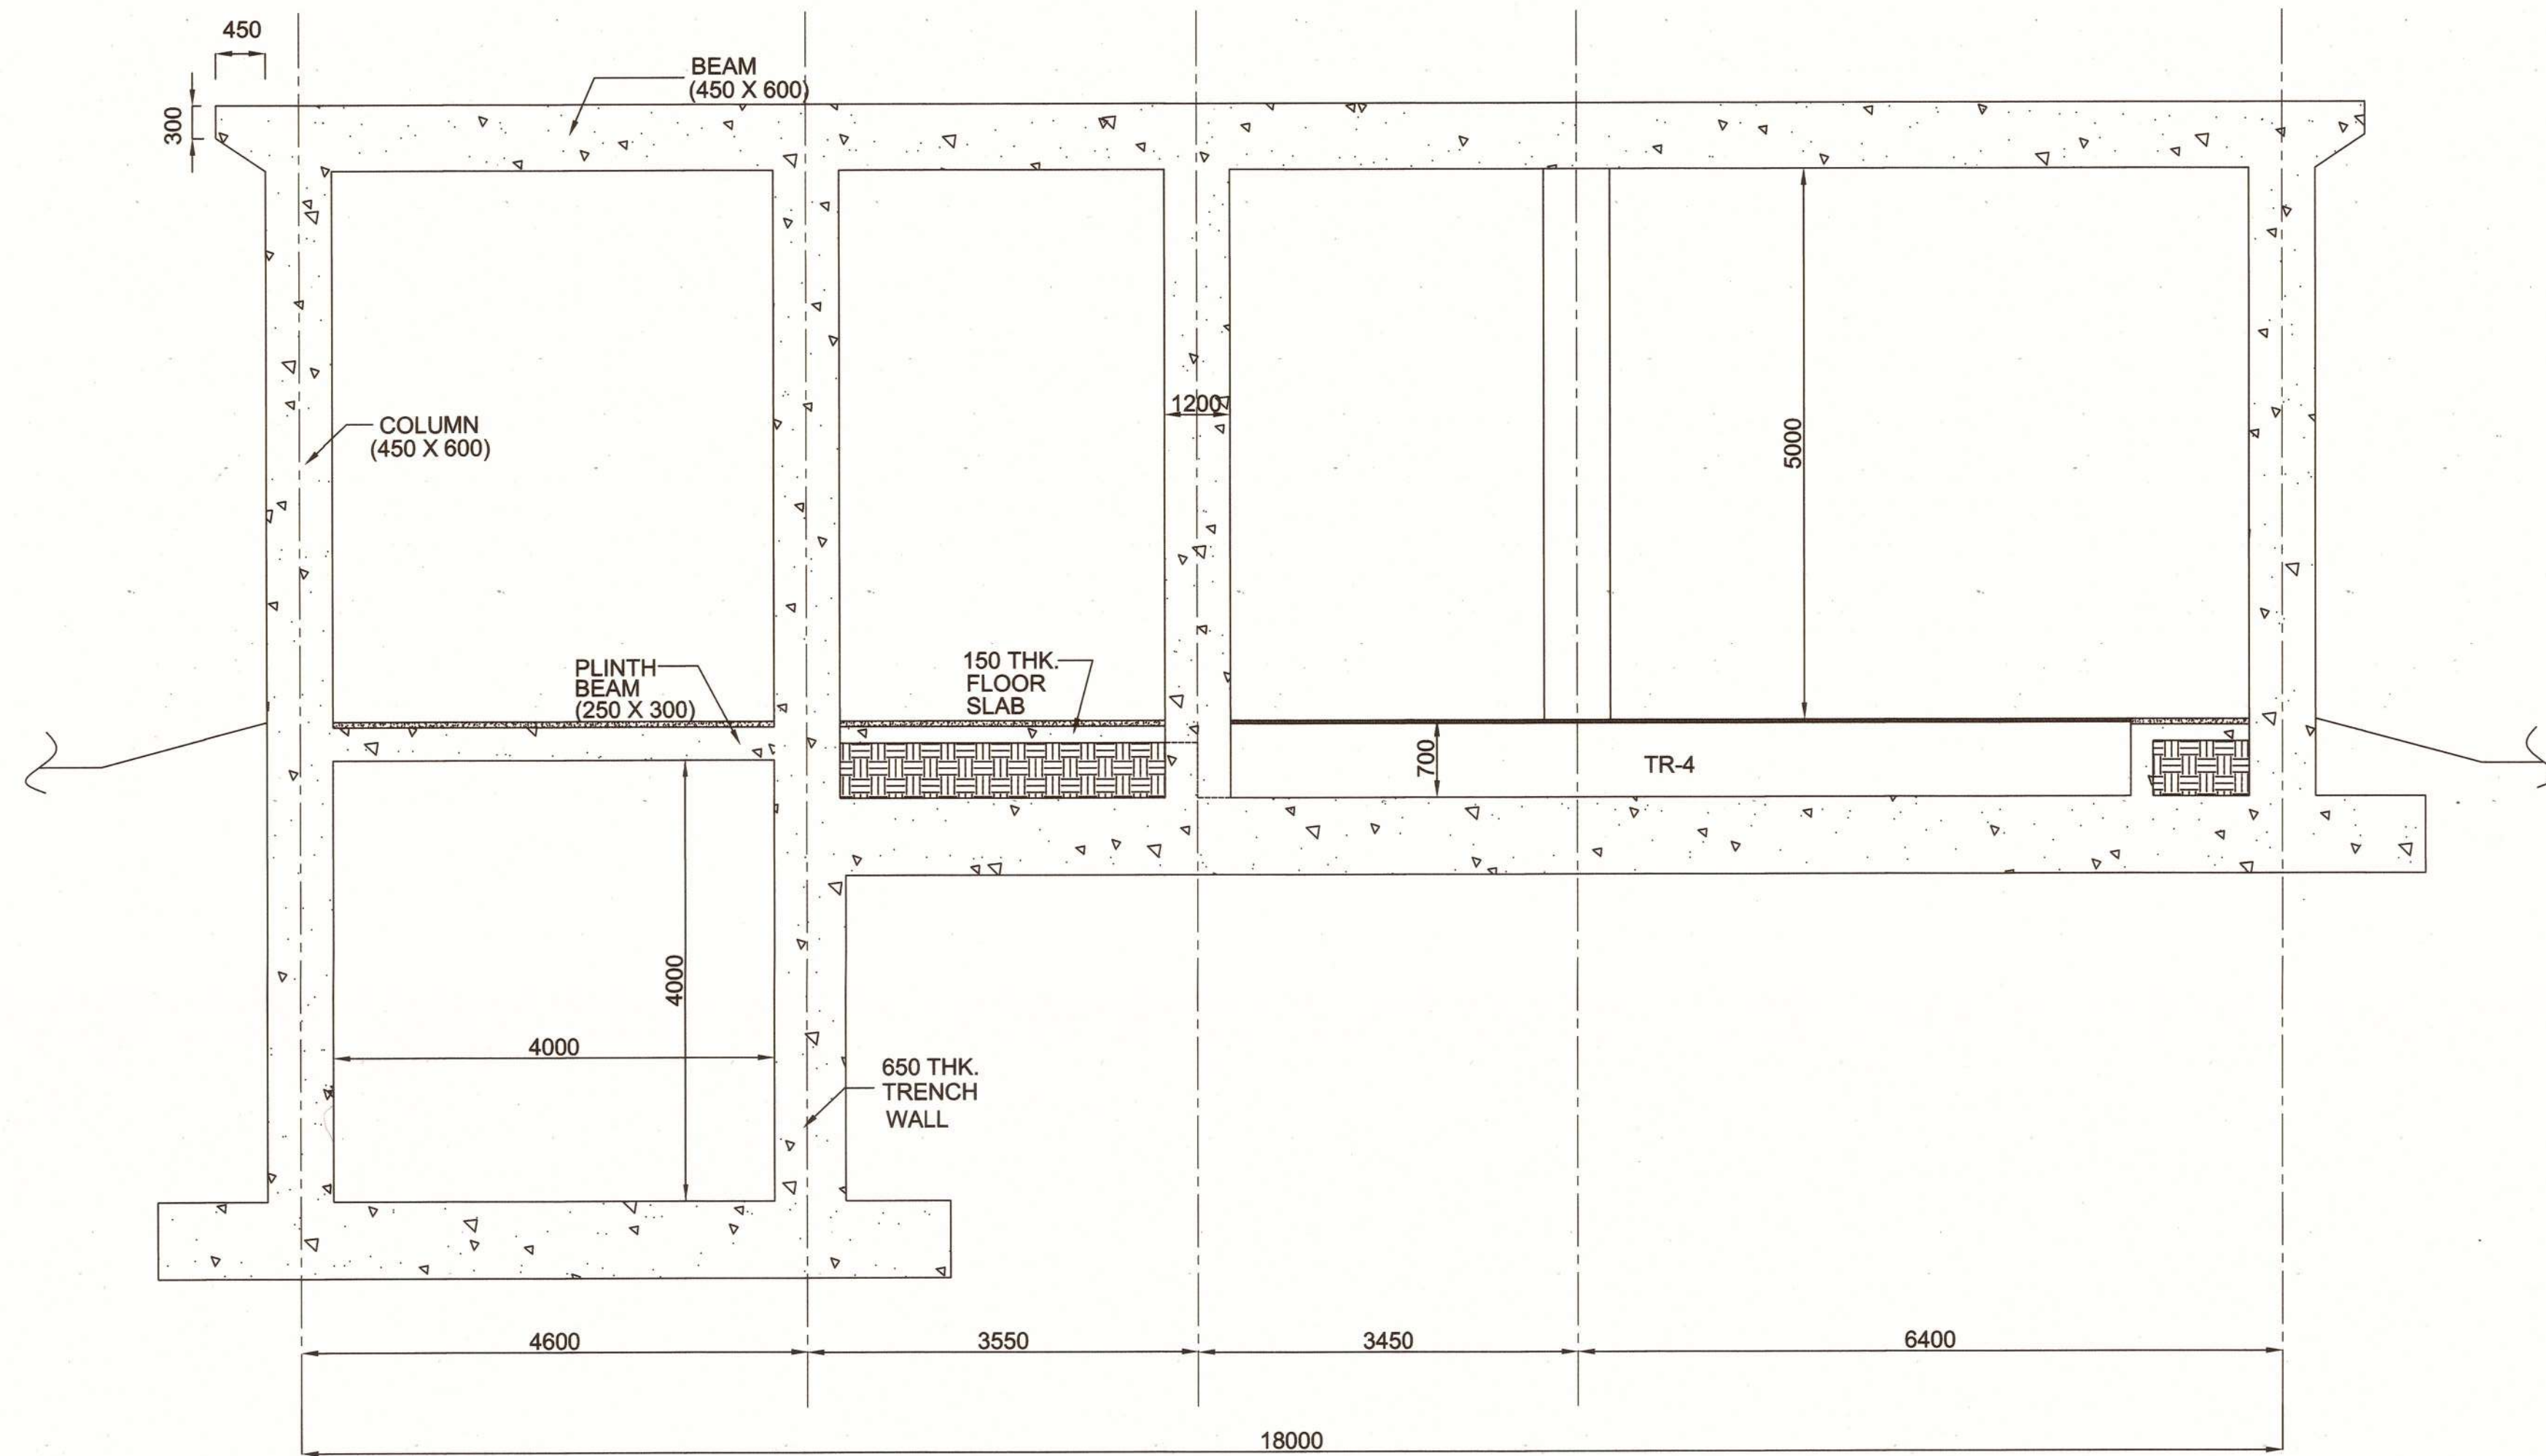 450
BEAM
(450 X 600)
300
1200
COLUMN
(450 X 600)
5000
PLINTH
BEAM
(250 X 300)
150 THK.
FLOOR
SLAB
700
TR-4
4000
4000
650 THK.
TRENCH
WALL
4600
3550
3450
6400
18000